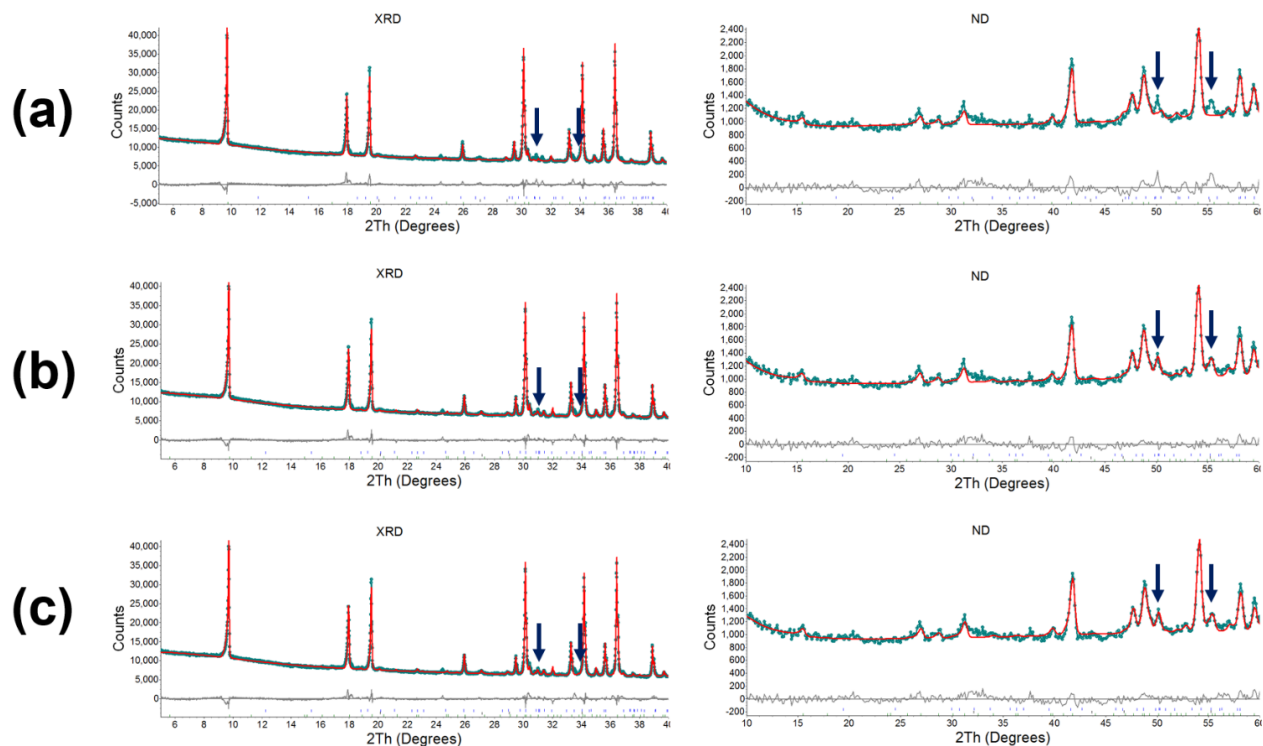 (a)
XRD
Counts
40,000
35,000
30,000
25,000
20,000
15,000
10,000
5,000
0
-5,000
6 8 10 12 14 16 18 20 22 24 26 28 30 32 34 36 38 40
2Th (Degrees)
ND
Counts
2,400
2,200
2,000
1,800
1,600
1,400
1,200
1,000
800
600
400
200
0
-200
10 15 20 25 30 35 40 45 50 55 60
2Th (Degrees)
(b)
XRD
Counts
40,000
35,000
30,000
25,000
20,000
15,000
10,000
5,000
0
6 8 10 12 14 16 18 20 22 24 26 28 30 32 34 36 38 40
2Th (Degrees)
ND
Counts
2,400
2,200
2,000
1,800
1,600
1,400
1,200
1,000
800
600
400
200
0
-200
10 15 20 25 30 35 40 45 50 55 60
2Th (Degrees)
(c)
XRD
Counts
40,000
35,000
30,000
25,000
20,000
15,000
10,000
5,000
0
6 8 10 12 14 16 18 20 22 24 26 28 30 32 34 36 38 40
2Th (Degrees)
ND
Counts
2,400
2,200
2,000
1,800
1,600
1,400
1,200
1,000
800
600
400
200
0
-200
10 15 20 25 30 35 40 45 50 55 60
2Th (Degrees)